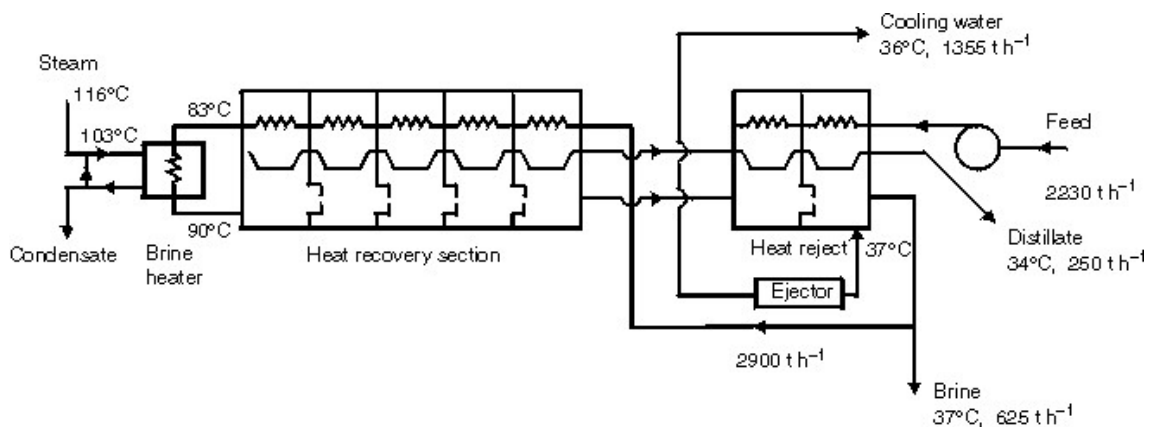 Cooling water
36°C, 1355 t h⁻¹
Steam
116°C
103°C
83°C
Feed
2230 t h⁻¹
90°C
Condensate
Brine
heater
Heat recovery section
Heat reject
37°C
Distillate
34°C, 250 t h⁻¹
Ejector
2900 t h⁻¹
Brine
37°C, 625 t h⁻¹